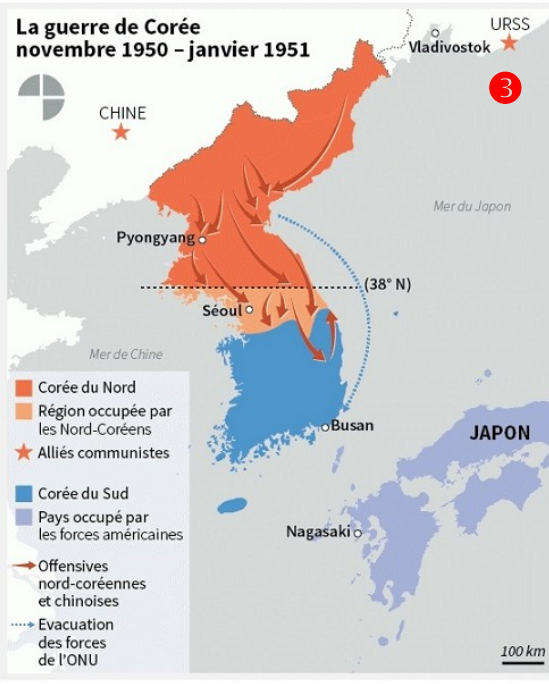 La guerre de Corée
novembre 1950 – janvier 1951
URSS
Vladivostok
3
CHINE
Mer du Japon
Pyongyang
(38° N)
Séoul
Mer de Chine
Corée du Nord
Région occupée par
les Nord-Coréens
Alliés communistes
Busan
JAPON
Corée du Sud
Pays occupé par
les forces américaines
Nagasaki
Offensives
nord-coréennes
et chinoises
Evacuation
des forces
de l'ONU
100 km